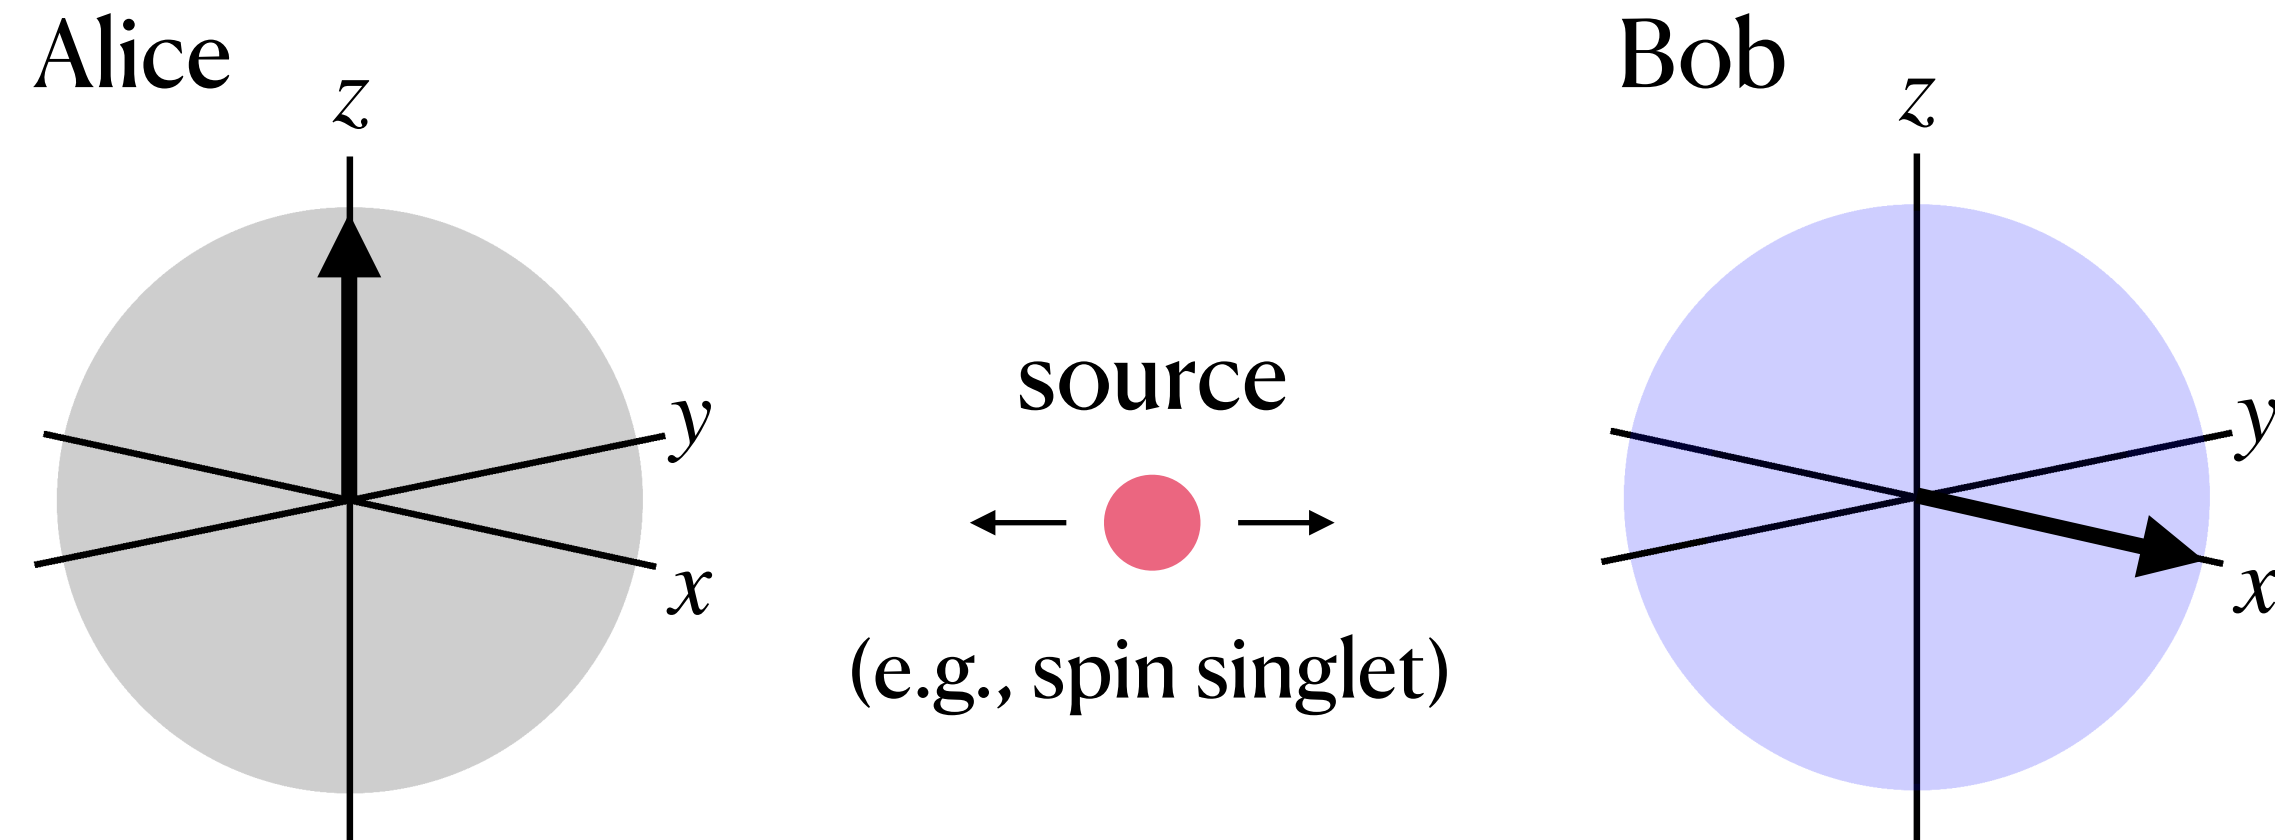 Alice
z
y
x
source
(e.g., spin singlet)
Bob
z
y
x